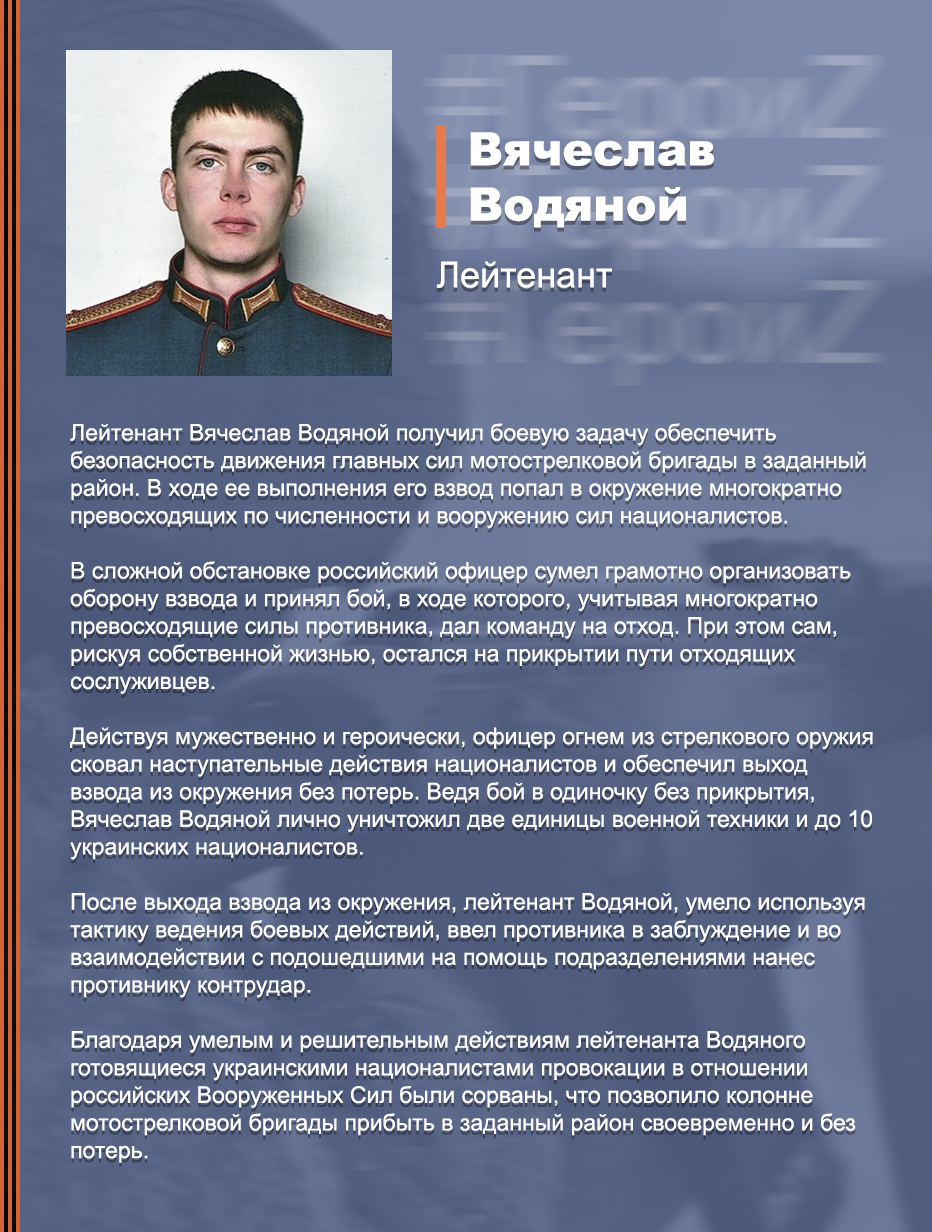 #ГероиZ
Вячеслав
#ГероиZ
Водяной
Лейтенант
#ГероиZ
Лейтенант Вячеслав Водяной получил боевую задачу обеспечить
безопасность движения главных сил мотострелковой бригады в заданный
район. В ходе ее выполнения его взвод попал в окружение многократно
превосходящих по численности и вооружению сил националистов.
В сложной обстановке российский офицер сумел грамотно организовать
оборону взвода и принял бой, в ходе которого, учитывая многократно
превосходящие силы противника, дал команду на отход. При этом сам,
рискуя собственной жизнью, остался на прикрытии пути отходящих
сослуживцев.
Действуя мужественно и героически, офицер огнем из стрелкового оружия
сковал наступательные действия националистов и обеспечил выход
взвода из окружения без потерь. Ведя бой в одиночку без прикрытия,
Вячеслав Водяной лично уничтожил две единицы военной техники и до 10
украинских националистов.
После выхода взвода из окружения, лейтенант Водяной, умело используя
тактику ведения боевых действий, ввел противника в заблуждение и во
взаимодействии с подошедшими на помощь подразделениями нанес
противнику контрудар.
Благодаря умелым и решительным действиям лейтенанта Водяного
готовящиеся украинскими националистами провокации в отношении
российских Вооруженных Сил были сорваны, что позволило колонне
мотострелковой бригады прибыть в заданный район своевременно и без
потерь.